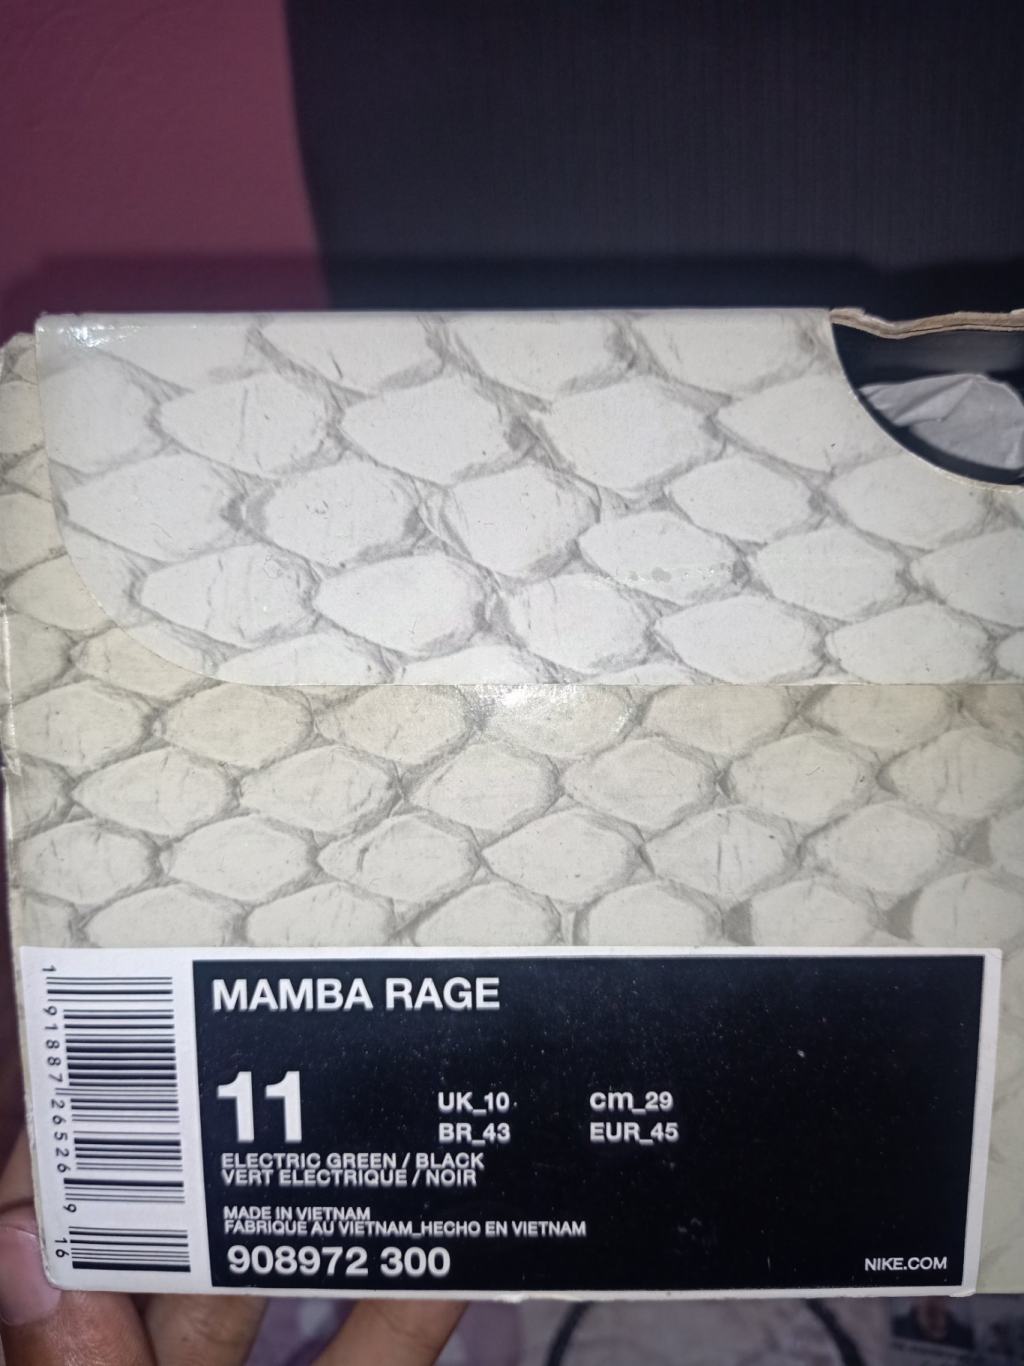 MAMBA RAGE
11
UK_10
cm_29
BR_43
EUR_45
ELECTRIC GREEN / BLACK
VERT ELECTRIQUE / NOIR
MADE IN VIETNAM
FABRIQUE AU VIETNAM_HECHO EN VIETNAM
908972 300
NIKE.COM
1 91887 26526 9 16